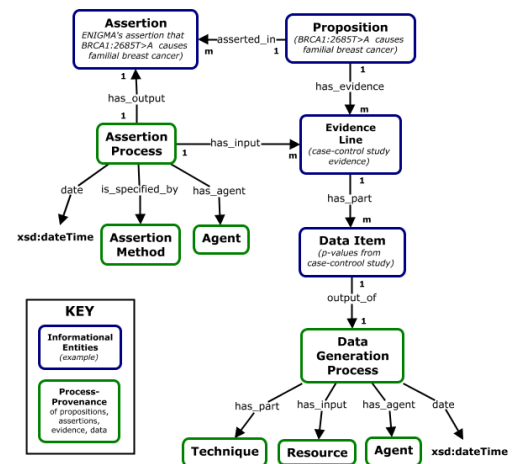 Assertion
ENIGMA's assertion that
BRCA1:2685T>A causes
familial breast cancer)
asserted_in
m
1
Proposition
(BRCA1:2685T>A causes
familial breast cancer)
1
has_output
1
1
has_evidence
m
Assertion
Process
1
has_input
m
Evidence
Line
(case-control study
evidence)
date
is_specified_by
has_agent
1
has_part
m
xsd:dateTime
Assertion
Method
Agent
Data Item
(p-values from
case-controol study)
1
output_of
1
KEY
Informational
Entities
(example)
Process-
Provenance
of propositions,
assertions,
evidence, data
Data
Generation
Process
has_part
has_input
has_agent
date
Technique
Resource
Agent
xsd:dateTime